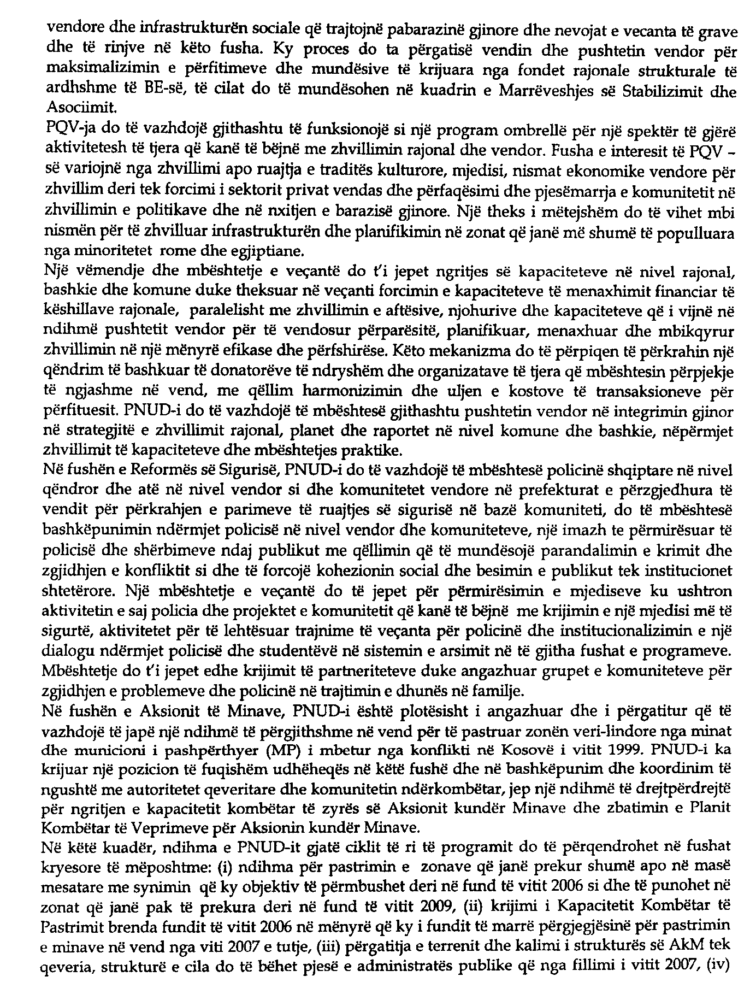 vendore dhe infrastrukturën sociale që trajtojnë pabarazinë gjinore dhe nevojat e vecanta të grave
dhe të rinjve në këto fusha. Ky proces do ta përgatisë vendin dhe pushtetin vendor për
maksimalizimin e përfitimeve dhe mundësive të krijuara nga fondet rajonale strukturale të
ardhshme të BE-së, të cilat do të mundësohen në kuadrin e Marrëveshjes së Stabilizimit dhe
Asociimit.
PQV-ja do të vazhdojë gjithashtu të funksionojë si një program ombrellë për një spektër të gjërë
aktivitetesh të tjera që kanë të bëjnë me zhvillimin rajonal dhe vendor. Fusha e interesit të PQV –
së variojnë nga zhvillimi apo ruajtja e traditës kulturore, mjedisi, nismat ekonomike vendore për
zhvillim deri tek forcimi i sektorit privat vendas dhe përfaqësimi dhe pjesëmarrja e komunitetit në
zhvillimin e politikave dhe në nxitjen e barazisë gjinore. Një theks i mëtejshëm do të vihet mbi
nismën për të zhvilluar infrastrukturën dhe planifikimin në zonat që janë më shumë të populluara
nga minoritetet rome dhe egjiptiane.
Një vëmendje dhe mbështetje e veçantë do t'i jepet ngritjes së kapaciteteve në nivel rajonal,
bashkie dhe komune duke theksuar në veçanti forcimin e kapaciteteve të menaxhimit financiar të
këshillave rajonale, paralelisht me zhvillimin e aftësive, njohurive dhe kapaciteteve që i vijnë në
ndihmë pushtetit vendor për të vendosur përparësitë, planifikuar, menaxhuar dhe mbikqyrur
zhvillimin në një mënyrë efikase dhe përfshirëse. Këto mekanizma do të përpiqen të përkrahin një
qëndrim të bashkuar të donatorëve të ndryshëm dhe organizatave të tjera që mbështesin përpjekje
të ngjashme në vend, me qëllim harmonizimin dhe uljen e kostove të transaksioneve për
përfituesit. PNUD-i do të vazhdojë të mbështesë gjithashtu pushtetin vendor në integrimin gjinor
në strategjitë e zhvillimit rajonal, planet dhe raportet në nivel komune dhe bashkie, nëpërmjet
zhvillimit të kapaciteteve dhe mbështetjes praktike.
Në fushën e Reformës së Sigurisë, PNUD-i do të vazhdojë të mbështesë policinë shqiptare në nivel
qëndror dhe atë në nivel vendor si dhe komunitetet vendore në prefekturat e përzgjedhura të
vendit për përkrahjen e parimeve të ruajtjes së sigurisë në bazë komuniteti, do të mbështesë
bashkëpunimin ndërmjet policisë në nivel vendor dhe komuniteteve, një imazh te përmirësuar të
policisë dhe shërbimeve ndaj publikut me qëllimin që të mundësojë parandalimin e krimit dhe
zgjidhjen e konfliktit si dhe të forcojë kohezionin social dhe besimin e publikut tek institucionet
shtetërore. Një mbështetje e veçantë do të jepet për përmirësimin e mjediseve ku ushtron
aktivitetin e saj policia dhe projektet e komunitetit që kanë të bëjnë me krijimin e një mjedisi më të
sigurtë, aktivitetet për të lehtësuar trajnime të veçanta për policinë dhe institucionalizimin e një
dialogu ndërmjet policisë dhe studentëvë në sistemin e arsimit në të gjitha fushat e programeve.
Mbështetje do t'i jepet edhe krijimit të partneriteteve duke angazhuar grupet e komuniteteve për
zgjidhjen e problemeve dhe policinë në trajtimin e dhunës në familje.
Në fushën e Aksionit të Minave, PNUD-i është plotësisht i angazhuar dhe i përgatitur që të
vazhdojë të japë një ndihmë të përgjithshme në vend për të pastruar zonën veri-lindore nga minat
dhe municioni i pashpërthyer (MP) i mbetur nga konflikti në Kosovë i vitit 1999. PNUD-i ka
krijuar një pozicion të fuqishëm udhëheqës në këtë fushë dhe në bashkëpunim dhe koordinim të
ngushtë me autoritetet qeveritare dhe komunitetin ndërkombëtar, jep një ndihmë të drejtpërdrejtë
për ngritjen e kapacitetit kombëtar të zyrës së Aksionit kundër Minave dhe zbatimin e Planit
Kombëtar të Veprimeve për Aksionin kundër Minave.
Në këtë kuadër, ndihma e PNUD-it gjatë ciklit të ri të programit do të përqendrohet në fushat
kryesore të mëposhtme: (i) ndihma për pastrimin e zonave që janë prekur shumë apo në masë
mesatare me synimin që ky objektiv të përmbushet deri në fund të vitit 2006 si dhe të punohet në
zonat që janë pak të prekura deri në fund të vitit 2009, (ii) krijimi i Kapacitetit Kombëtar të
Pastrimit brenda fundit të vitit 2006 në mënyrë që ky i fundit të marrë përgjegjësinë për pastrimin
e minave në vend nga viti 2007 e tutje, (iii) përgatitja e terrenit dhe kalimi i strukturës së AkM tek
qeveria, strukturë e cila do të bëhet pjesë e administratës publike që nga fillimi i vitit 2007, (iv)